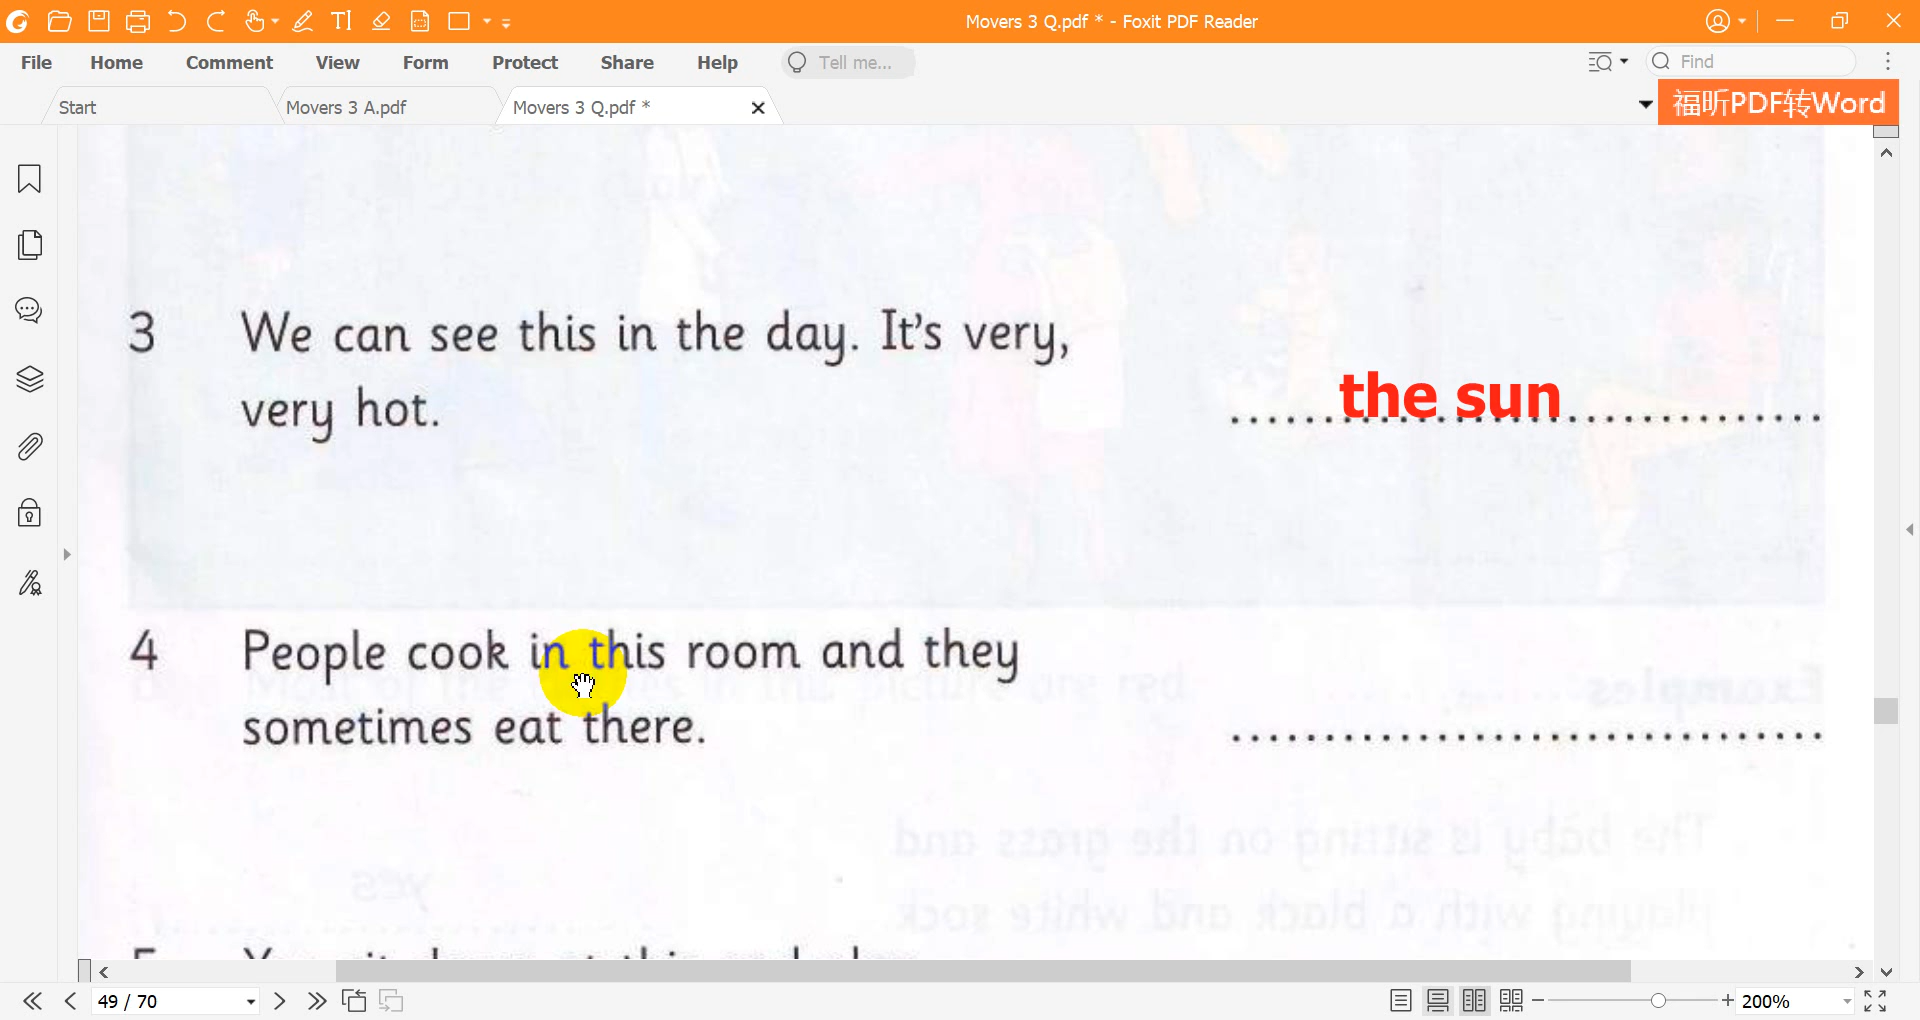 Movers 3 Q.pdf * - Foxit PDF Reader
File Home Comment View Form Protect Share Help Tell me... Find
Start Movers 3 A.pdf Movers 3 Q.pdf * 福昕PDF转Word
3 We can see this in the day. It's very,
very hot. the sun
4 People cook in this room and they
sometimes eat there.
49 / 70 200%